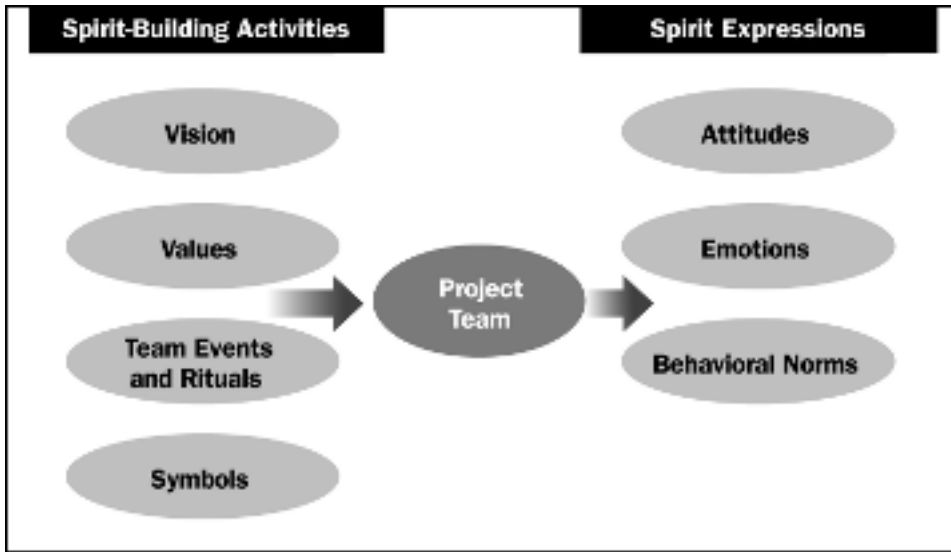 Spirit-Building Activities
Vision
Values
Team Events
and Rituals
Symbols
Project
Team
Spirit Expressions
Attitudes
Emotions
Behavioral Norms